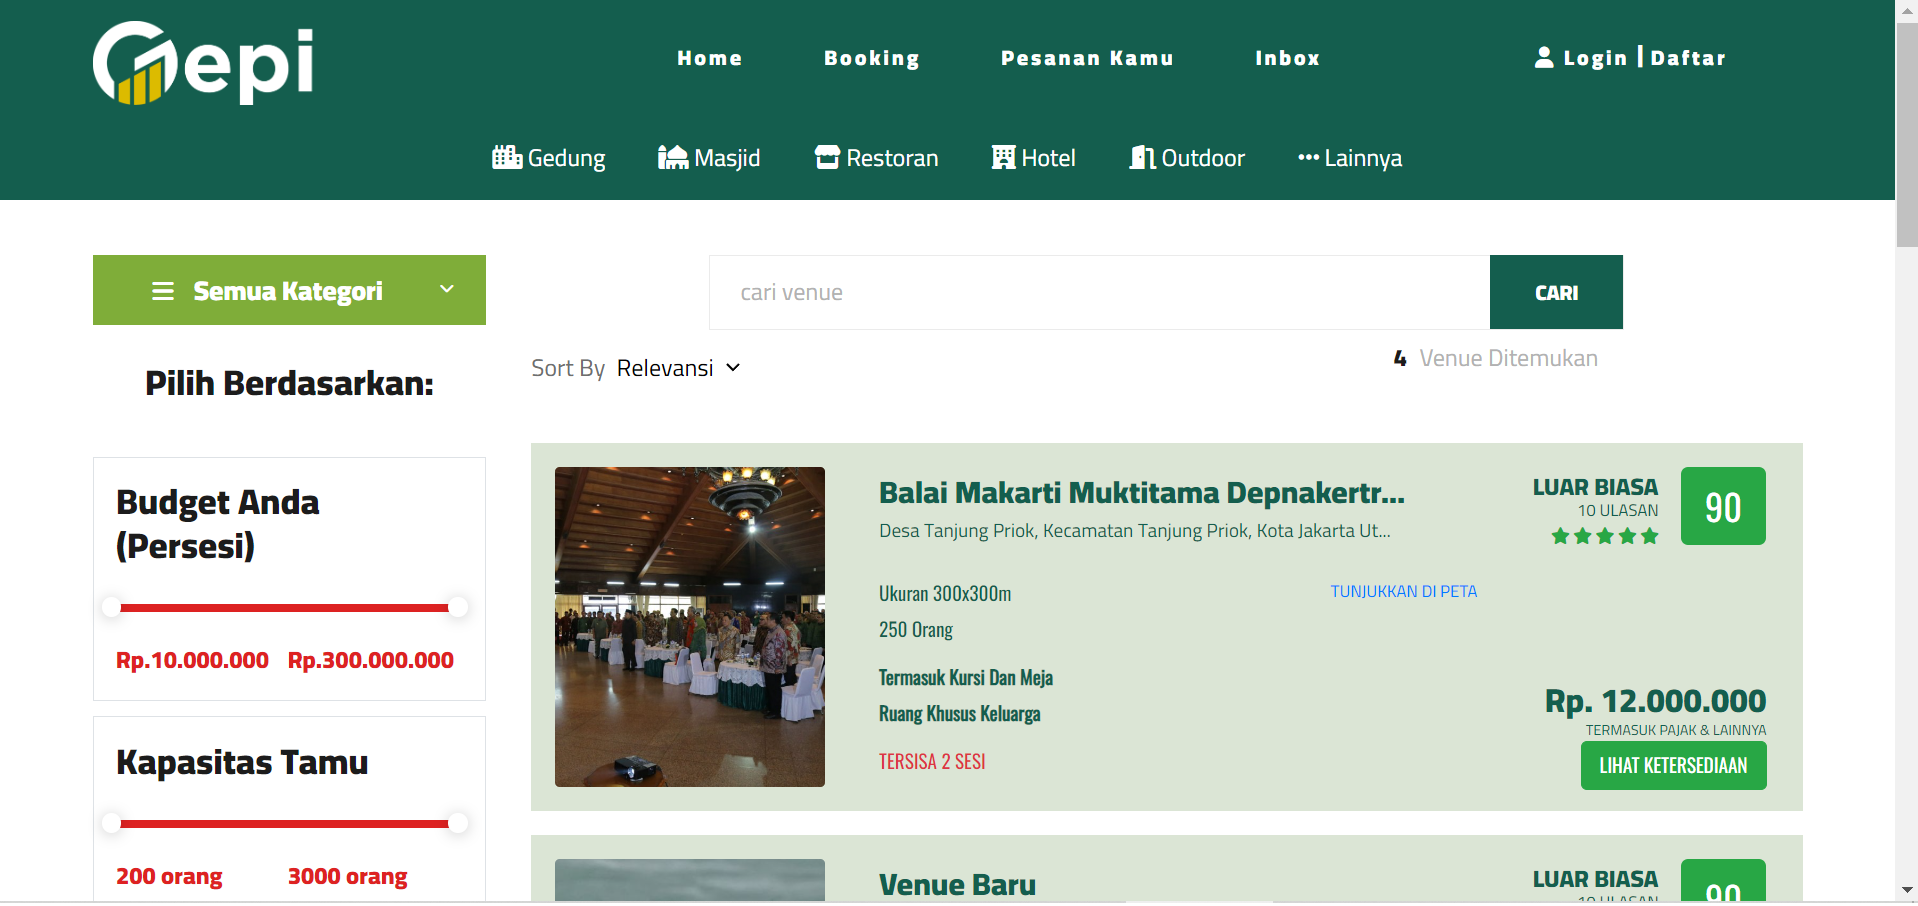 Gepi
Home
Booking
Pesanan Kamu
Inbox
Login | Daftar
Gedung
Masjid
Restoran
Hotel
Outdoor
Lainnya
Semua Kategori
cari venue
CARI
Sort By Relevansi
4 Venue Ditemukan
Pilih Berdasarkan:
Budget Anda
(Persesi)
Rp.10.000.000 Rp.300.000.000
Kapasitas Tamu
200 orang 3000 orang
Balai Makarti Muktitama Depnakertr...
Desa Tanjung Priok, Kecamatan Tanjung Priok, Kota Jakarta Ut...
LUAR BIASA
10 ULASAN
90
Ukuran 300x300m
250 Orang
TUNJUKKAN DI PETA
Termasuk Kursi Dan Meja
Ruang Khusus Keluarga
TERSISA 2 SESI
Rp. 12.000.000
TERMASUK PAJAK & LAINNYA
LIHAT KETERSEDIAAN
Venue Baru
LUAR BIASA
10 ULASAN
90